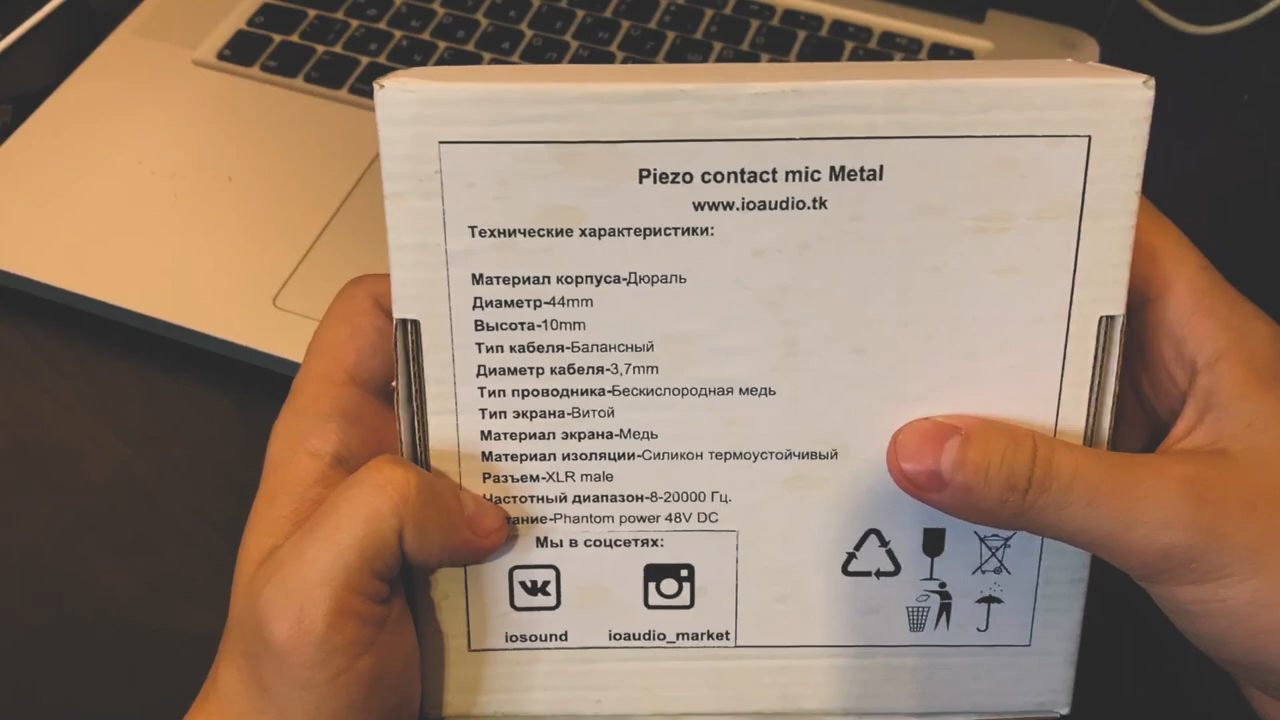 Piezo contact mic Metal
www.ioaudio.tk
Технические характеристики:
Материал корпуса-Дюраль
Диаметр-44mm
Высота-10mm
Тип кабеля-Балансный
Диаметр кабеля-3,7mm
Тип проводника-Бескислородная медь
Тип экрана-Витой
Материал экрана-Медь
Материал изоляции-Силикон термоустойчивый
Разъем-XLR male
Частотный диапазон-8-20000 Гц.
тание-Phantom power 48V DC
Мы в соцсетях:
iosound
ioaudio_market